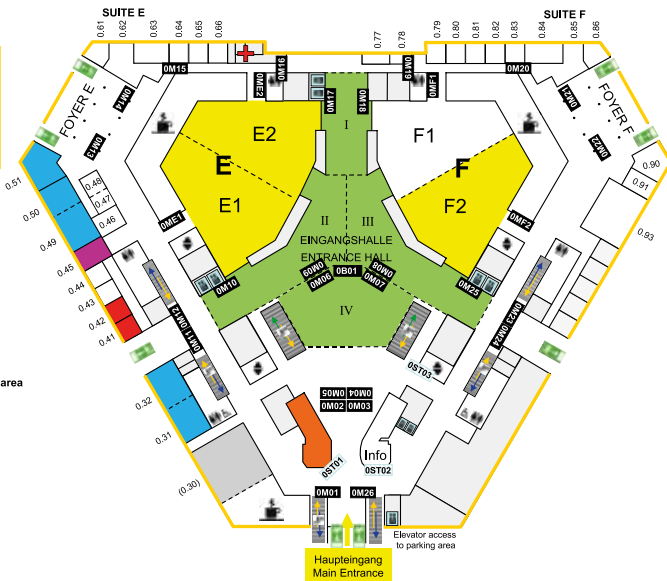 SUITE E
SUITE F
0.61
0.62
0.63
0.64
0.65
0.66
0.77
0.78
0.79
0.80
0.81
0.82
0.83
0.84
0.85
0.86
0M15
0ME2
0M16
0M17
0M18
0M19
0MF1
0M20
FOYER E
0M14
0M13
FOYER F
0M21
0M22
I
E2
E
E1
F1
F
F2
0.51
0.50
0.49
0.48
0.47
0.46
0.45
0.44
0.43
0.42
0.41
0.90
0.91
0.93
0ME1
0MF2
II
III
EINGANGSHALLE
ENTRANCE HALL
0M10
0M09
0M06
0B01
0M08
0M07
0M25
IV
0M11 0M12
0M23 0M24
0ST03
area
0.32
0.31
(0.30)
0M05
0M04
0M02
0M03
Info
0ST01
0ST02
0M01
0M26
Elevator access
to parking area
Haupteingang
Main Entrance